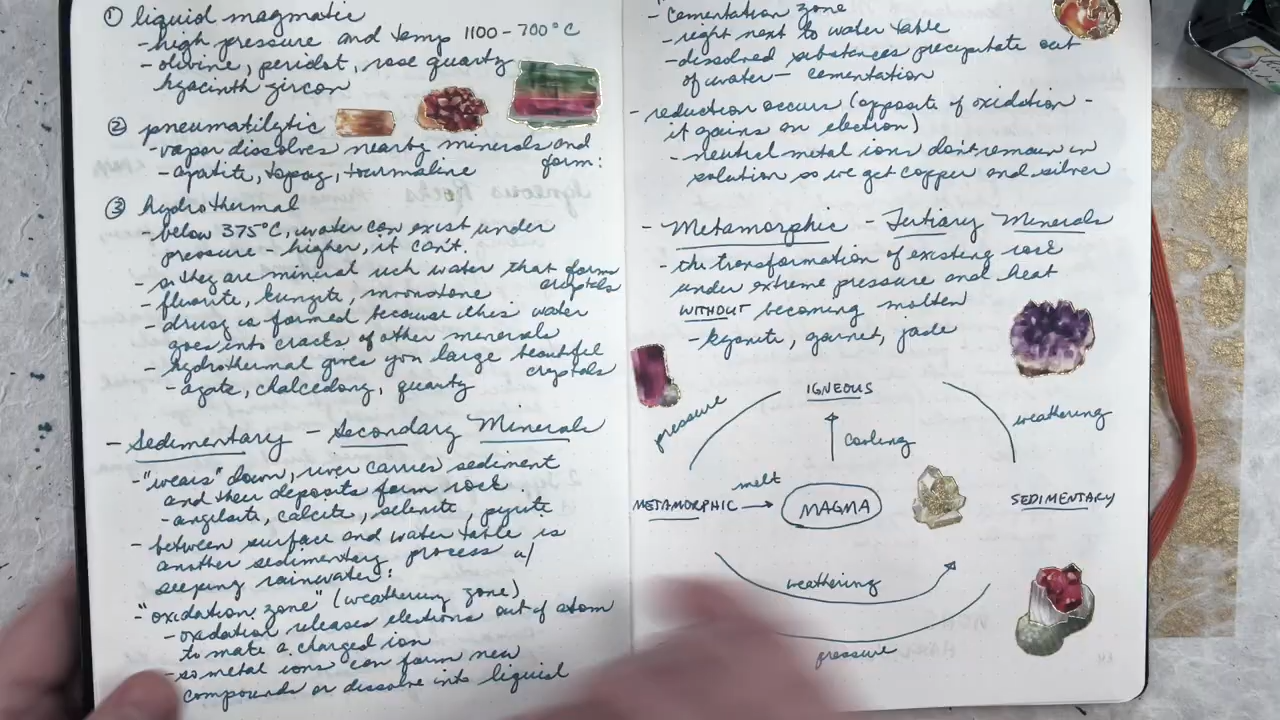 ① liquid magmatic
- high pressure and temp 1100-700°C
- olivine, peridot, rose quartz
hyacinth zircon
② pneumatilytic
- vapor dissolves nearby minerals and
form:
- apatite, topaz, tourmaline
③ hydrothermal
- below 375°C, water can exist under
pressure - higher, it can't,
so they are mineral rich water that forms
crystals
- fluorite, kunzite, moonstone
- druzy is formed because this water
goes into cracks of other minerals
- hydrothermal gives you large beautiful
crystals
- agate, chalcedony, quartz
- Sedimentary - Secondary Minerals
- "wears" down, river carries sediment
and their deposits form rock
- angelsite, calcite, selenite, pyrite
- between surface and water table is
another sedimentary process w/
seeping rainwater:
"oxidation zone" (weathering zone)
- oxidation releases electrons out of atom
to make a charged ion
- so metal ions can form new
compounds or dissolve into liquid
" cementation zone
- right next to water table
- dissolved substances precipitate out
of water - cementation
- reduction occurs (opposite of oxidation -
it gains an electron)
- neutral metal ions don't remain in
solution so we get copper and silver
- Metamorphic - Tertiary Minerals
- the transformation of existing rock
under extreme pressure and heat
WITHOUT becoming molten
- kyanite, garnet, jade
IGNEOUS
pressure
weathering
cooling
melt
METAMORPHIC
MAGMA
SEDIMENTARY
weathering
pressure